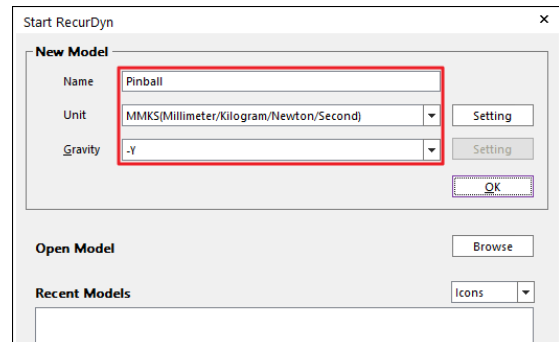 Start RecurDyn
New Model
Name Pinball
Unit MMKS(Millimeter/Kilogram/Newton/Second) Setting
Gravity -Y Setting
OK
Open Model Browse
Recent Models Icons